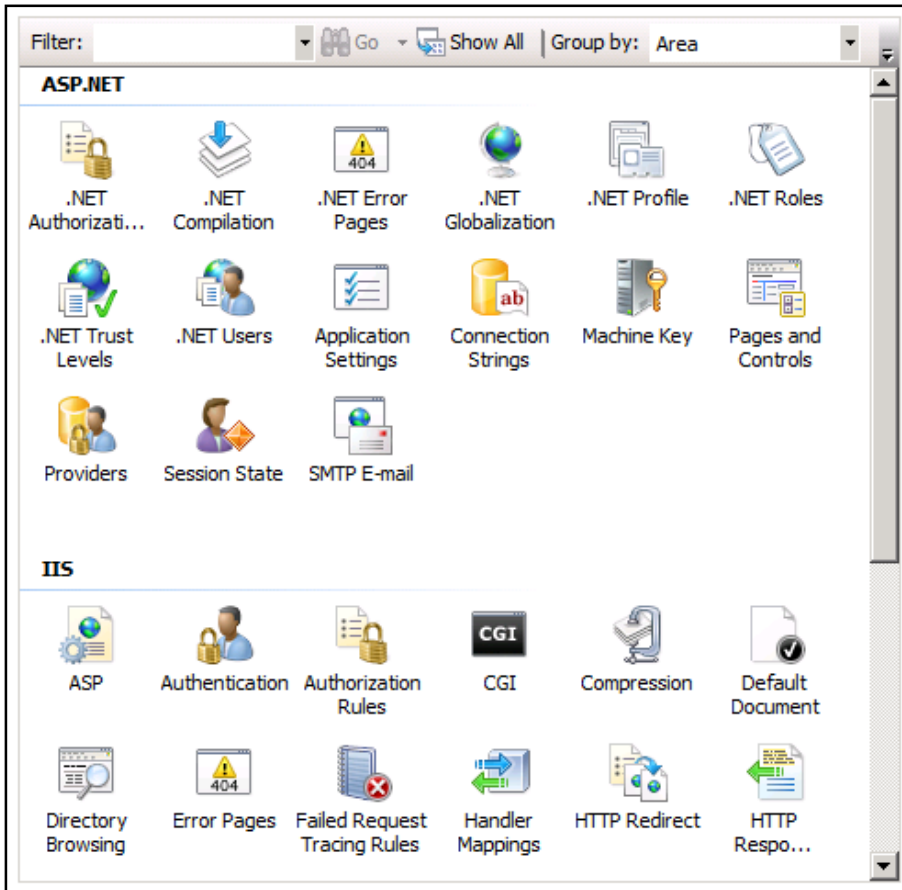 Filter: Go Show All Group by: Area
ASP.NET
404
.NET Authorizati... .NET Compilation .NET Error Pages .NET Globalization .NET Profile .NET Roles
ab
.NET Trust Levels .NET Users Application Settings Connection Strings Machine Key Pages and Controls
Providers Session State SMTP E-mail
IIS
CGI
ASP Authentication Authorization Rules CGI Compression Default Document
404
Directory Browsing Error Pages Failed Request Tracing Rules Handler Mappings HTTP Redirect HTTP Respo...